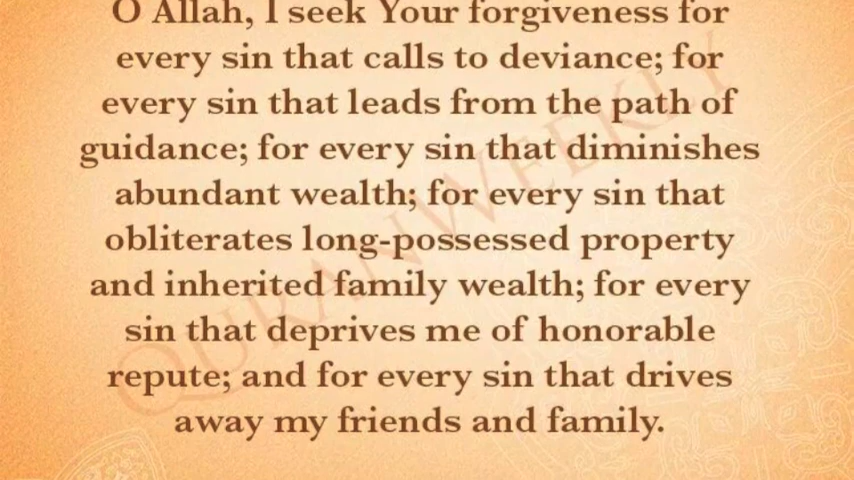 O Allah, I seek Your forgiveness for
every sin that calls to deviance; for
every sin that leads from the path of
guidance; for every sin that diminishes
abundant wealth; for every sin that
obliterates long-possessed property
and inherited family wealth; for every
sin that deprives me of honorable
repute; and for every sin that drives
away my friends and family.
QURANWEEKLY